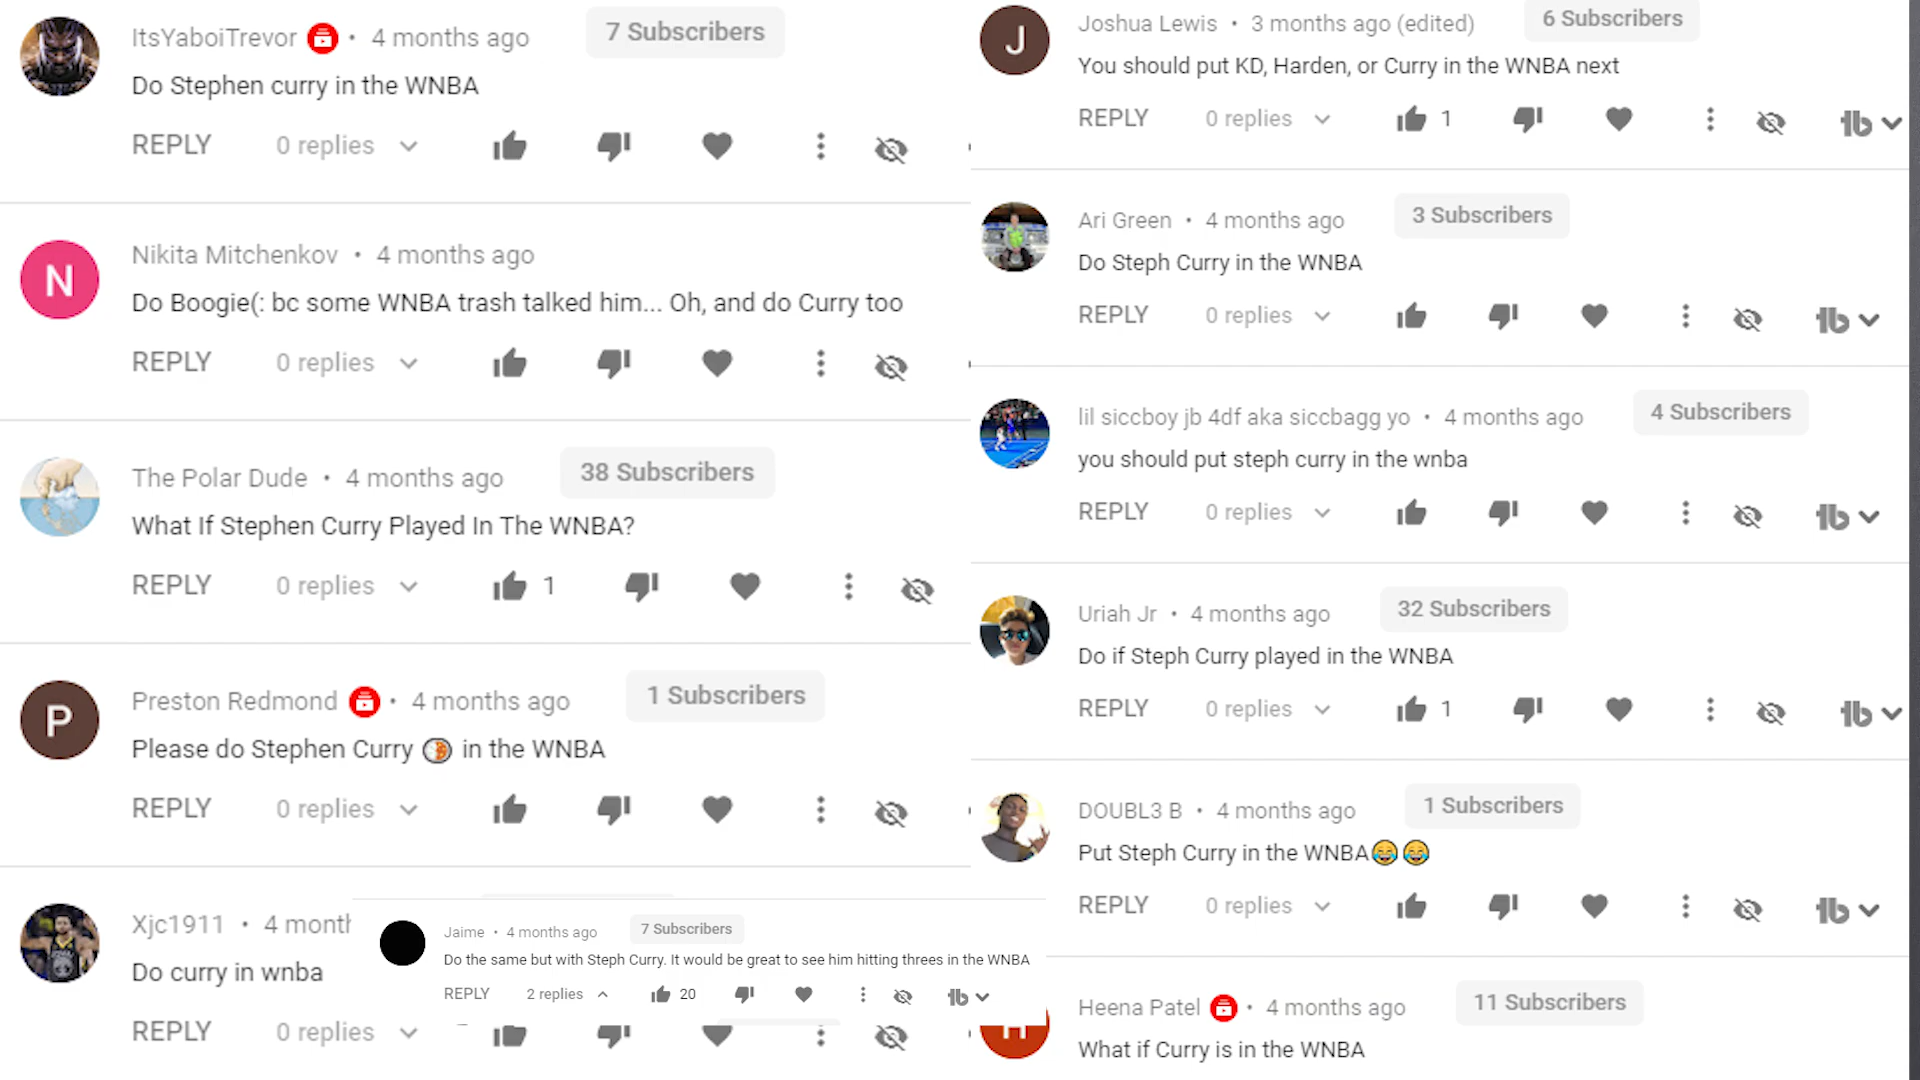 ItsYaboiTrevor • 4 months ago 7 Subscribers
Do Stephen curry in the WNBA
REPLY 0 replies
N
Nikita Mitchenkov • 4 months ago
Do Boogie(: bc some WNBA trash talked him... Oh, and do Curry too
REPLY 0 replies
The Polar Dude • 4 months ago 38 Subscribers
What If Stephen Curry Played In The WNBA?
REPLY 0 replies 1
P
Preston Redmond • 4 months ago 1 Subscribers
Please do Stephen Curry in the WNBA
REPLY 0 replies
Xjc1911 • 4 month
Do curry in wnba
REPLY 0 replies
Jaime • 4 months ago 7 Subscribers
Do the same but with Steph Curry. It would be great to see him hitting threes in the WNBA
REPLY 2 replies 20 tb
J
Joshua Lewis • 3 months ago (edited) 6 Subscribers
You should put KD, Harden, or Curry in the WNBA next
REPLY 0 replies 1 tb
Ari Green • 4 months ago 3 Subscribers
Do Steph Curry in the WNBA
REPLY 0 replies tb
lil siccboy jb 4df aka siccbagg yo • 4 months ago 4 Subscribers
you should put steph curry in the wnba
REPLY 0 replies tb
Uriah Jr • 4 months ago 32 Subscribers
Do if Steph Curry played in the WNBA
REPLY 0 replies 1 tb
DOUBL3 B • 4 months ago 1 Subscribers
Put Steph Curry in the WNBA😂😂
REPLY 0 replies tb
H
Heena Patel • 4 months ago 11 Subscribers
What if Curry is in the WNBA